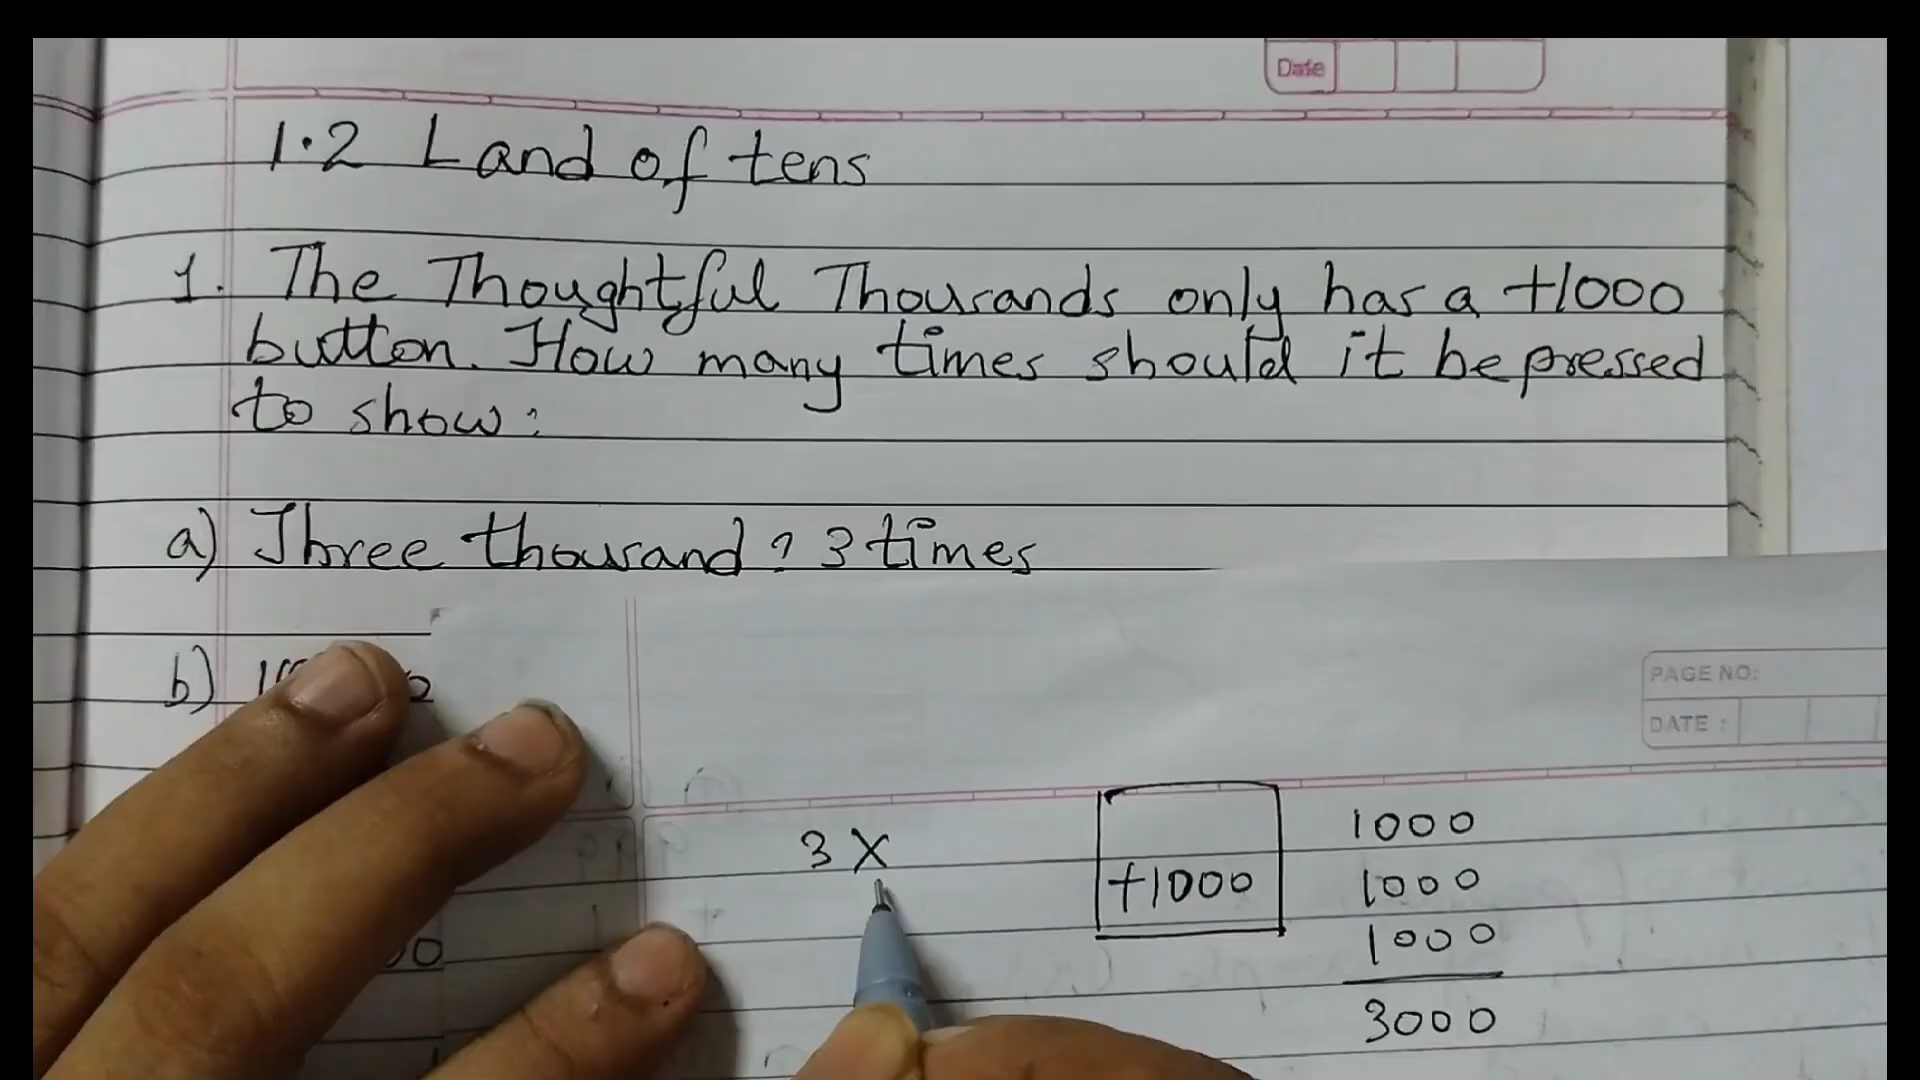 Date
1.2 Land of tens
1. The Thoughtful Thousands only has a +1000
button. How many times should it be pressed
to show:
a) Three thousand? 3 times
b)
PAGE NO:
DATE:
3 X
+1000
1000
1000
1000
3000